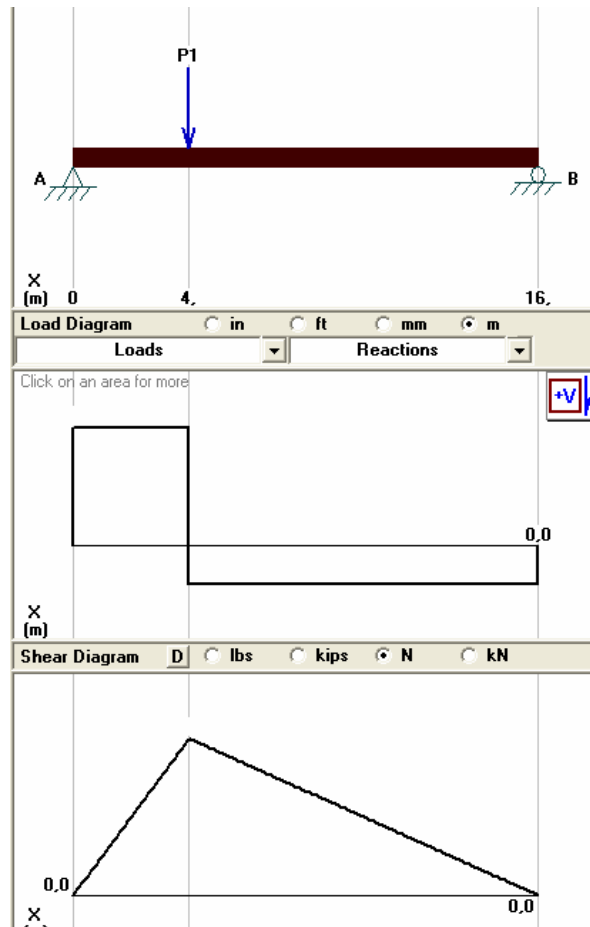 P1
A
B
X
(m) 0 4, 16,
Load Diagram in ft mm m
Loads Reactions
Click on an area for more
+V
0,0
X
(m)
Shear Diagram D lbs kips N kN
0,0
0,0
X